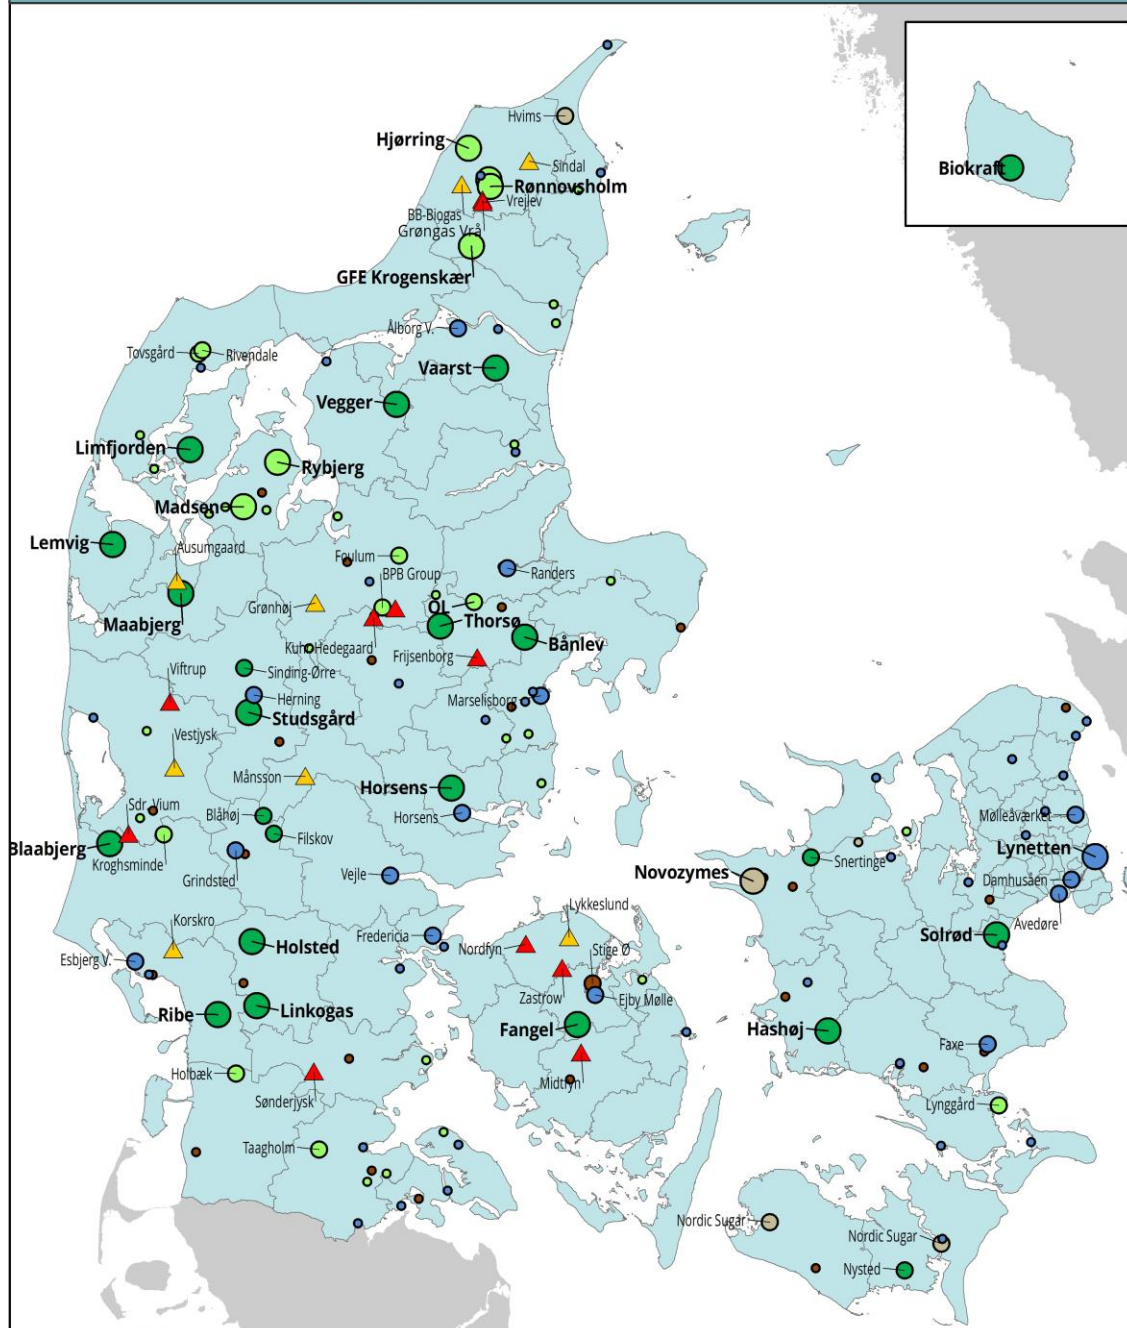 Hvims
Hjørring
Sindal
Biokraft
Rønnovsholm
Vrejlev
BB-Biogas
Grøngas Vrå
GFE Krogenskær
Ålborg V.
Tovsgård
Rivendale
Vaarst
Vegger
Limfjorden
Rybjerg
Madsen
Lemvig
Ausumgaard
Foulum
BPB Group
Randers
Grønhøj
ØL
Maabjerg
Thorsø
Bånlev
Kuhr Hedegaard
Frijsenborg
Viftrup
Sinding-Ørre
Herning
Marselisborg
Studsgård
Vestjysk
Månsson
Horsens
Sdr. Vium
Blåhøj
Horsens
Mølleåværket
Filskov
Blaabjerg
Kroghsminde
Lynetten
Snertinge
Grindsted
Vejle
Novozymes
Damhusåen
Avedøre
Lykkeslund
Korskro
Fredericia
Nordfyn
Stige Ø
Solrød
Holsted
Esbjerg V.
Zastrow
Ejby Mølle
Ribe
Linkogas
Fangel
Hashøj
Faxe
Holbæk
Sønderjysk
Midtfyn
Lynggård
Taagholm
Nordic Sugar
Nordic Sugar
Nysted